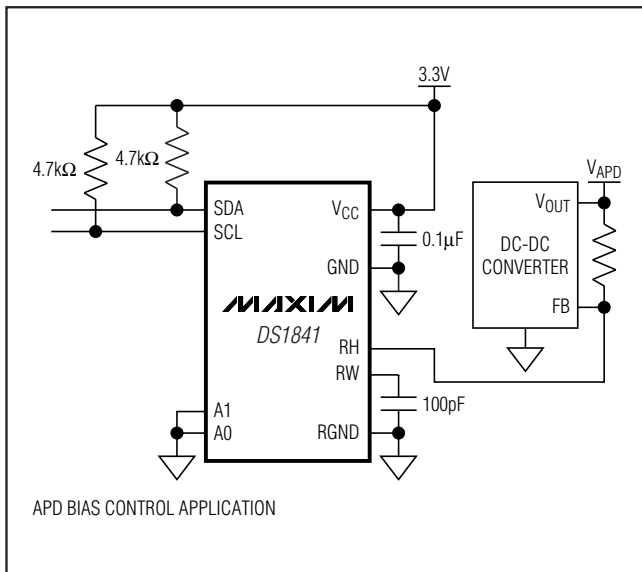 3.3V
4.7kΩ
4.7kΩ
SDA
SCL
VCC
0.1µF
GND
MAXIM
DS1841
RH
RW
100pF
A1
A0
RGND
VAPD
VOUT
DC-DC
CONVERTER
FB
APD BIAS CONTROL APPLICATION